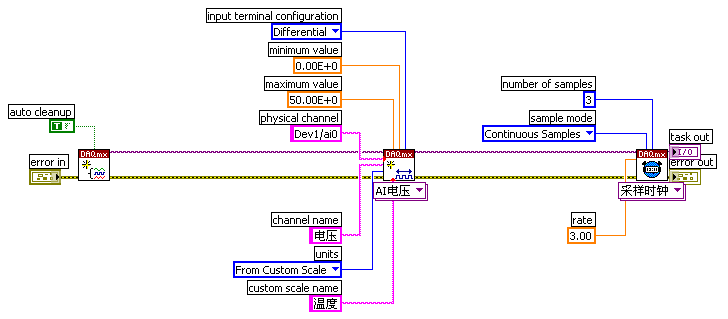 input terminal configuration
Differential
minimum value
0.00E+0
maximum value
50.00E+0
physical channel
Dev1/ai0
number of samples
3
sample mode
Continuous Samples
auto cleanup
T F
error in
DAQmx
DAQmx
AI电压
DAQmx
采样时钟
task out
I/O
error out
channel name
电压
units
From Custom Scale
custom scale name
温度
rate
3.00